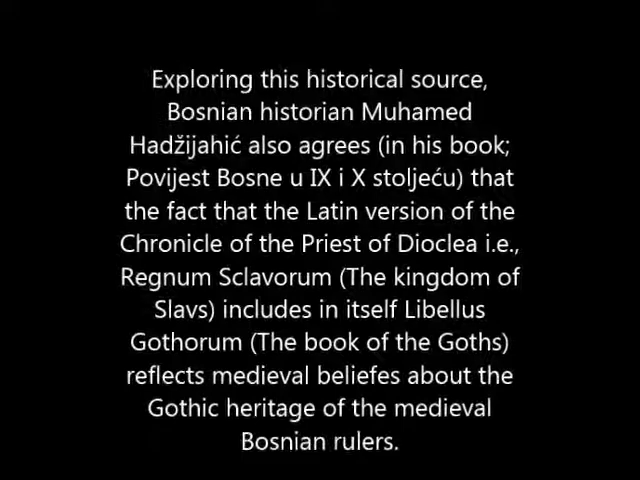 Exploring this historical source,
Bosnian historian Muhamed
Hadžijahić also agrees (in his book;
Povijest Bosne u IX i X stoljeću) that
the fact that the Latin version of the
Chronicle of the Priest of Dioclea i.e.,
Regnum Sclavorum (The kingdom of
Slavs) includes in itself Libellus
Gothorum (The book of the Goths)
reflects medieval beliefes about the
Gothic heritage of the medieval
Bosnian rulers.